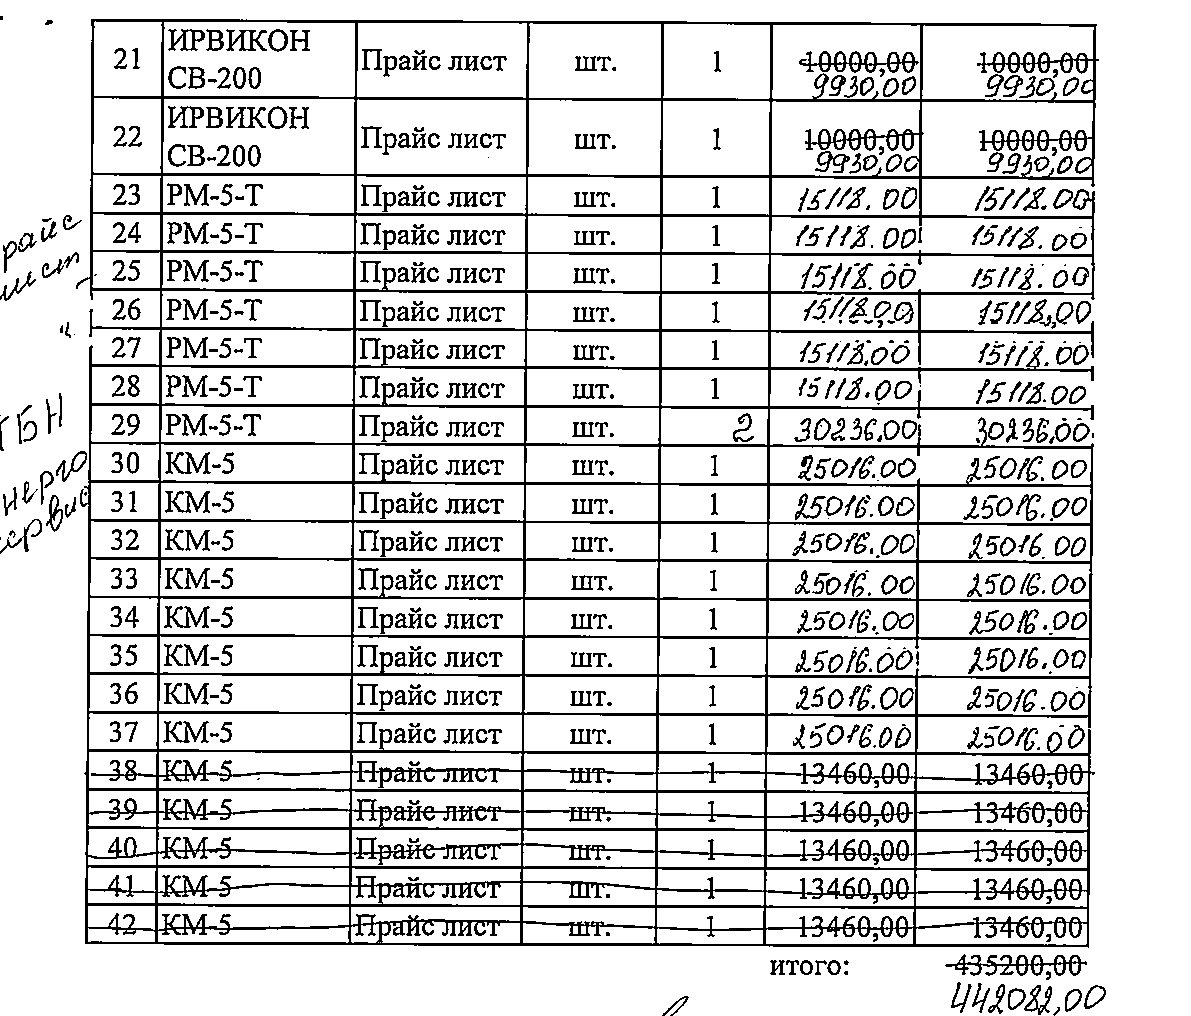 21 ИРВИКОН СВ-200 Прайс лист шт. 1 10000,00 10000,00
9930,00 9930,00
22 ИРВИКОН СВ-200 Прайс лист шт. 1 10000,00 10000,00
9930,00 9930,00
23 РМ-5-Т Прайс лист шт. 1 15118.00 15118.00
24 РМ-5-Т Прайс лист шт. 1 15118.00 15118.00
25 РМ-5-Т Прайс лист шт. 1 15118.00 15118.00
26 РМ-5-Т Прайс лист шт. 1 15118,00 15118,00
27 РМ-5-Т Прайс лист шт. 1 15118.00 15118.00
28 РМ-5-Т Прайс лист шт. 1 15118.00 15118.00
29 РМ-5-Т Прайс лист шт. 2 30236,00 30236,00
30 КМ-5 Прайс лист шт. 1 25016.00 25016.00
31 КМ-5 Прайс лист шт. 1 25016.00 25016.00
32 КМ-5 Прайс лист шт. 1 25016.00 25016.00
33 КМ-5 Прайс лист шт. 1 25016.00 25016.00
34 КМ-5 Прайс лист шт. 1 25016.00 25016.00
35 КМ-5 Прайс лист шт. 1 25016.00 25016.00
36 КМ-5 Прайс лист шт. 1 25016.00 25016.00
37 КМ-5 Прайс лист шт. 1 25016.00 25016.00
38 КМ-5 Прайс лист шт. 1 13460,00 13460,00
39 КМ-5 Прайс лист шт. 1 13460,00 13460,00
40 КМ-5 Прайс лист шт. 1 13460,00 13460,00
41 КМ-5 Прайс лист шт. 1 13460,00 13460,00
42 КМ-5 Прайс лист шт. 1 13460,00 13460,00
итого: 435200,00
442082,00
райс
лист
и
ТБН
нерго
сервис